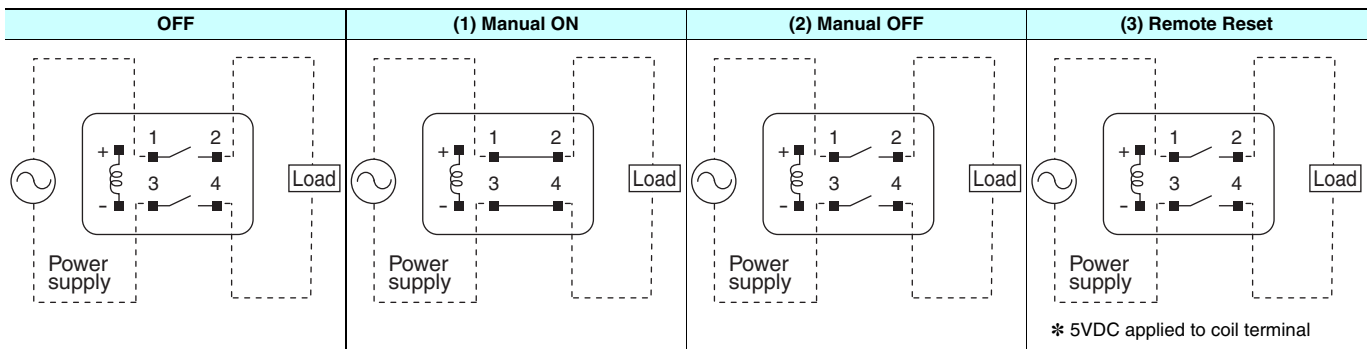 OFF
(1) Manual ON
(2) Manual OFF
(3) Remote Reset
1 2
+
3 4
-
Load
Power
supply
1 2
+
3 4
-
Load
Power
supply
1 2
+
3 4
-
Load
Power
supply
1 2
+
3 4
-
Load
Power
supply
✻ 5VDC applied to coil terminal